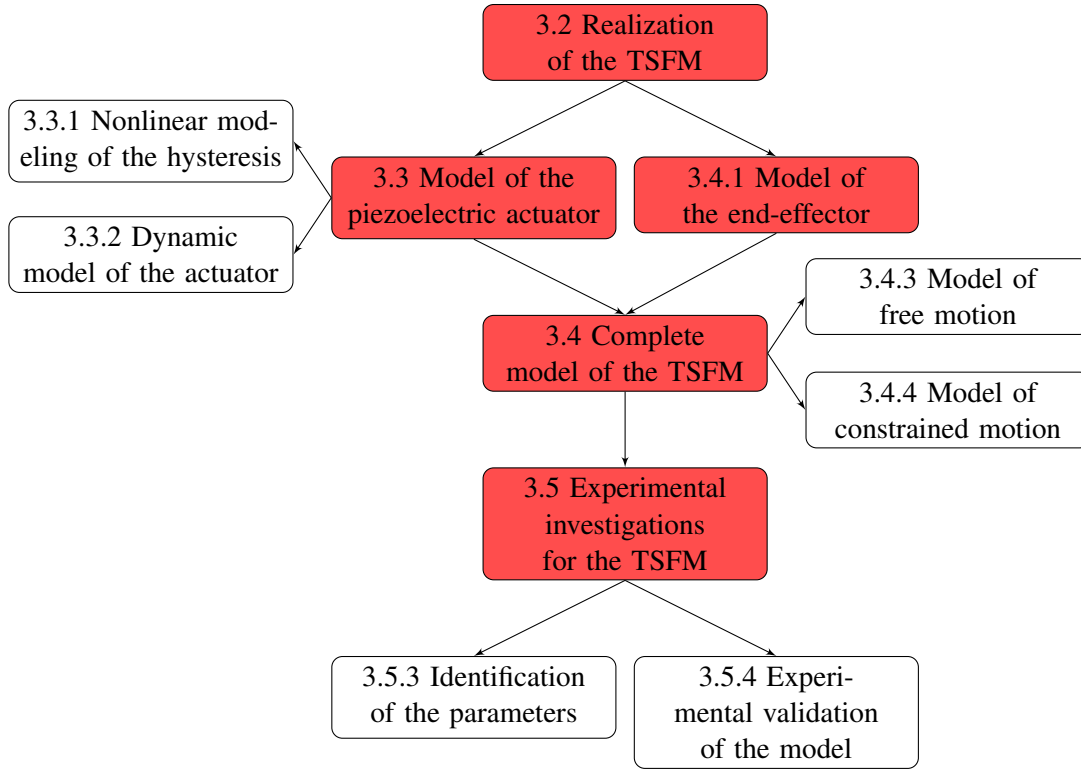 3.2 Realization
of the TSFM
3.3.1 Nonlinear mod-
eling of the hysteresis
3.3 Model of the
piezoelectric actuator
3.4.1 Model of
the end-effector
3.3.2 Dynamic
model of the actuator
3.4.3 Model of
free motion
3.4 Complete
model of the TSFM
3.4.4 Model of
constrained motion
3.5 Experimental
investigations
for the TSFM
3.5.3 Identification
of the parameters
3.5.4 Experi-
mental validation
of the model